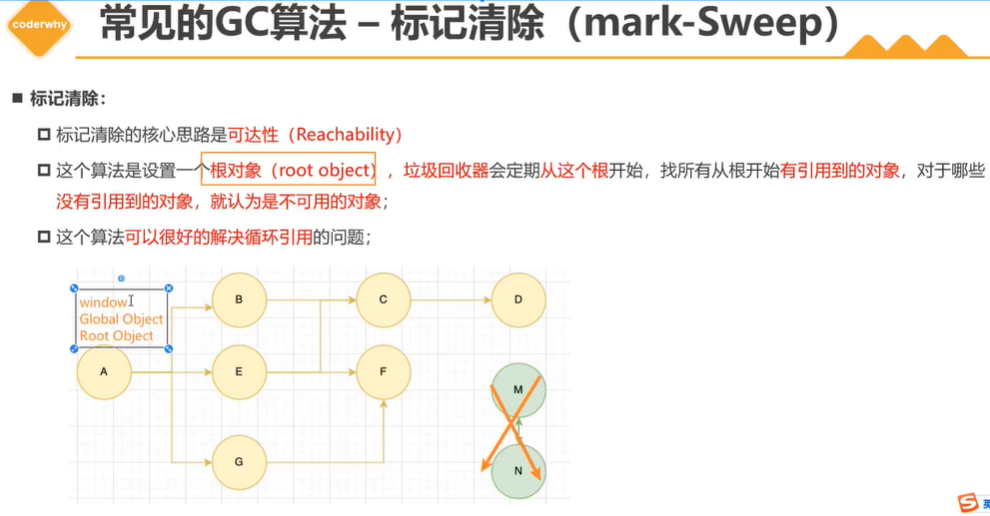 coderwhy
常见的GC算法 – 标记清除（mark-Sweep）
■ 标记清除：
标记清除的核心思路是可达性（Reachability）
这个算法是设置一个根对象（root object），垃圾回收器会定期从这个根开始，找所有从根开始有引用到的对象，对于哪些
没有引用到的对象，就认为是不可用的对象；
这个算法可以很好的解决循环引用的问题；
window
Global Object
Root Object
B
C
D
A
E
F
M
G
N
英